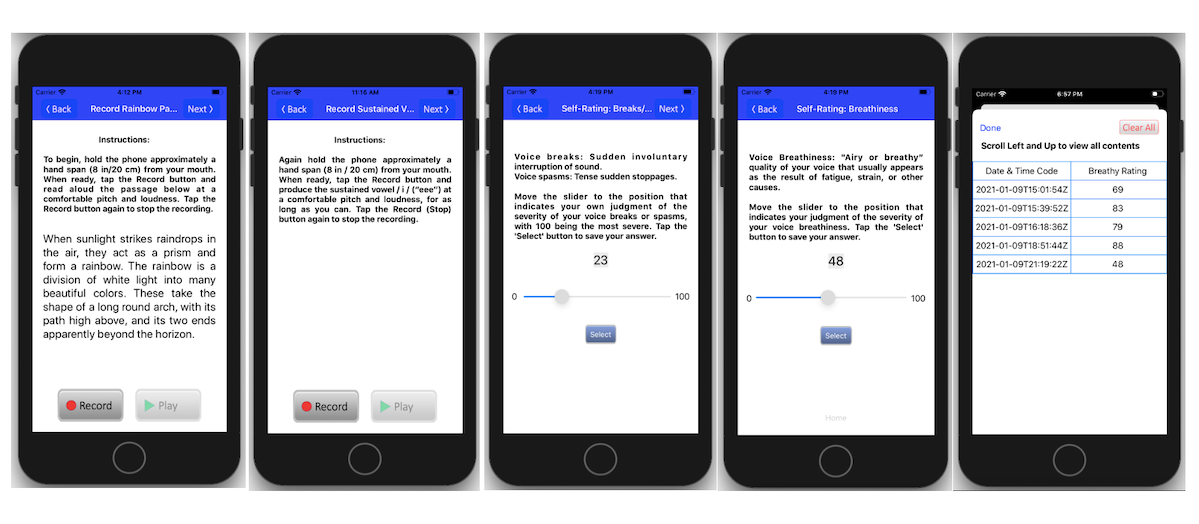 Carrier 4:12 PM
Back Record Rainbow Pa... Next
Instructions:
To begin, hold the phone approximately a
hand span (8 in/20 cm) from your mouth.
When ready, tap the Record button and
read aloud the passage below at a
comfortable pitch and loudness. Tap the
Record button again to stop the recording.
When sunlight strikes raindrops in
the air, they act as a prism and
form a rainbow. The rainbow is a
division of white light into many
beautiful colors. These take the
shape of a long round arch, with its
path high above, and its two ends
apparently beyond the horizon.
Record Play
Carrier 11:16 AM
Back Record Sustained V... Next
Instructions:
Again hold the phone approximately a
hand span (8 in / 20 cm) from your mouth.
When ready, tap the Record button and
produce the sustained vowel / i / ("eee") at
a comfortable pitch and loudness, for as
long as you can. Tap the Record (Stop)
button again to stop the recording.
Record Play
Carrier 4:19 PM
Back Self-Rating: Breaks/... Next
Voice breaks: Sudden involuntary
interruption of sound.
Voice spasms: Tense sudden stoppages.
Move the slider to the position that
indicates your own judgment of the
severity of your voice breaks or spasms,
with 100 being the most severe. Tap the
'Select' button to save your answer.
23
0 100
Select
Carrier 4:19 PM
Back Self-Rating: Breathiness
Voice Breathiness: "Airy or breathy"
quality of your voice that usually appears
as the result of fatigue, strain, or other
causes.
Move the slider to the position that
indicates your judgment of the severity of
your voice breathiness. Tap the 'Select'
button to save your answer.
48
0 100
Select
Home
Carrier 6:57 PM
Done Clear All
Scroll Left and Up to view all contents
Date & Time Code Breathy Rating
2021-01-09T15:01:54Z 69
2021-01-09T15:39:52Z 83
2021-01-09T16:18:36Z 79
2021-01-09T18:51:44Z 88
2021-01-09T21:19:22Z 48